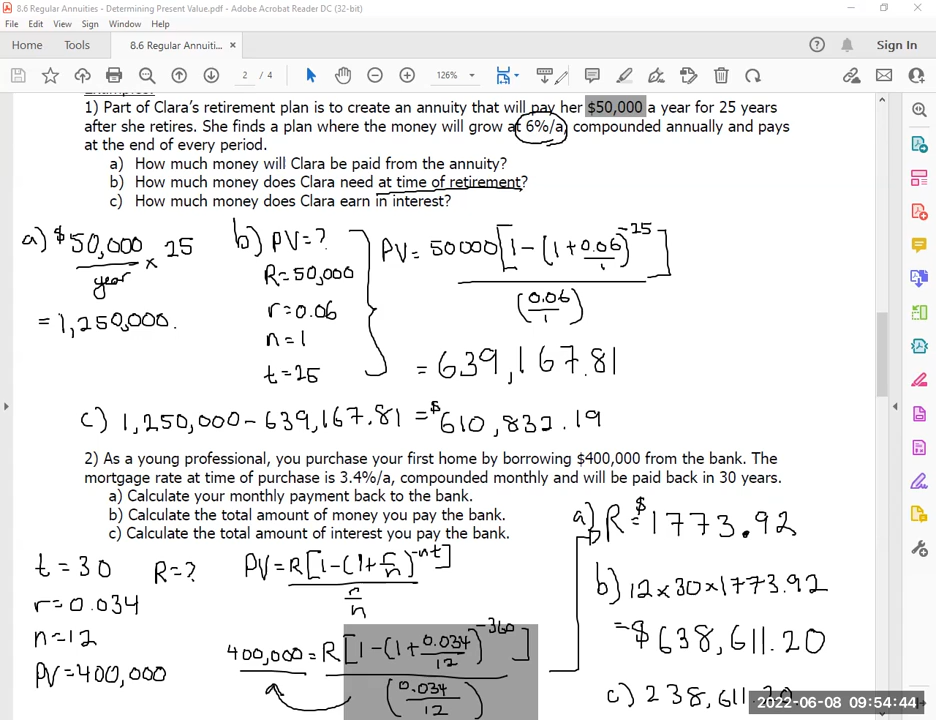 8.6 Regular Annuities - Determining Present Value.pdf - Adobe Acrobat Reader DC (32-bit)
File Edit View Sign Window Help
Home Tools 8.6 Regular Annuiti... × Sign In
2 / 4 126%
Examples:
1) Part of Clara's retirement plan is to create an annuity that will pay her $50,000 a year for 25 years
after she retires. She finds a plan where the money will grow at 6%/a, compounded annually and pays
at the end of every period.
a) How much money will Clara be paid from the annuity?
b) How much money does Clara need at time of retirement?
c) How much money does Clara earn in interest?
a) $50,000/year × 25
= 1,250,000.
b) PV=?
R=50,000
r=0.06
n=1
t=25
PV= 50000[1-(1+0.06/1)^-25]
(0.06/1)
= 639,167.81
c) 1,250,000 - 639,167.81 = $610,832.19
2) As a young professional, you purchase your first home by borrowing $400,000 from the bank. The
mortgage rate at time of purchase is 3.4%/a, compounded monthly and will be paid back in 30 years.
a) Calculate your monthly payment back to the bank.
b) Calculate the total amount of money you pay the bank.
c) Calculate the total amount of interest you pay the bank.
t=30 R=?
r=0.034
n=12
PV=400,000
PV=R[1-(1+r/n)^-nt]
r/n
400,000=R[1-(1+0.034/12)^-360]
(0.034/12)
a) R=$1773.92
b) 12×30×1773.92
=$638,611.20
c) 238,611.20
2022-06-08 09:54:44